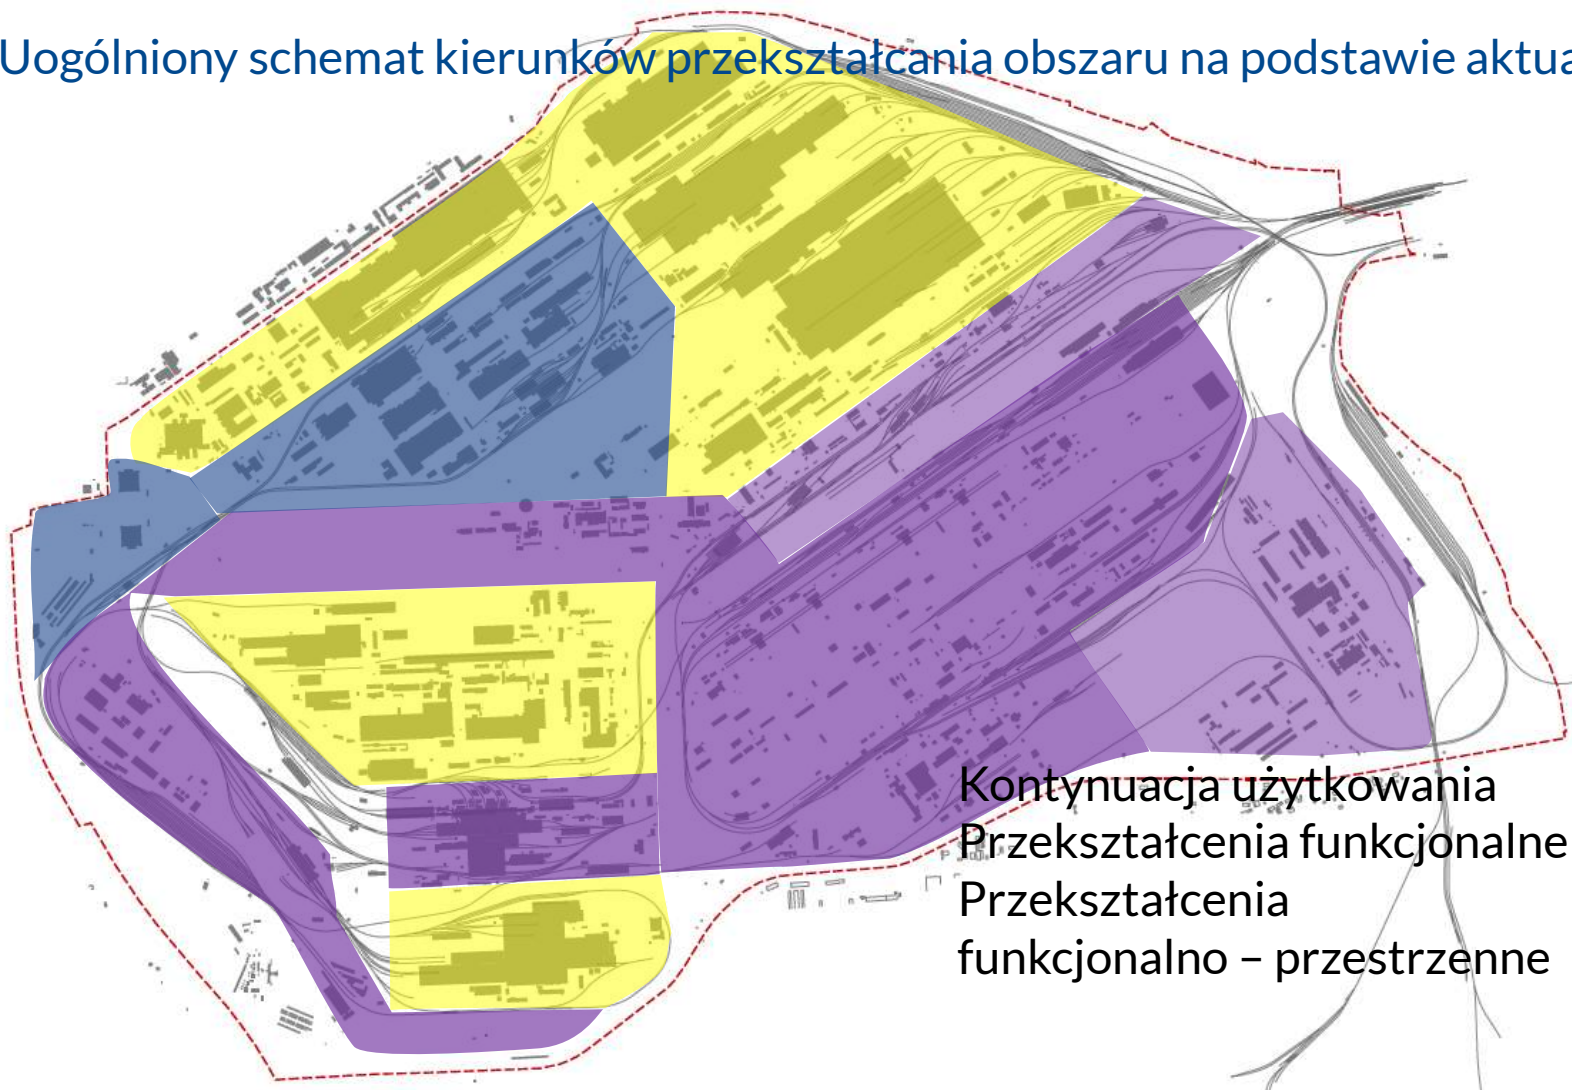 Uogólniony schemat kierunków przekształcania obszaru na podstawie aktua
Kontynuacja użytkowania
Przekształcenia funkcjonalne
Przekształcenia
funkcjonalno – przestrzenne